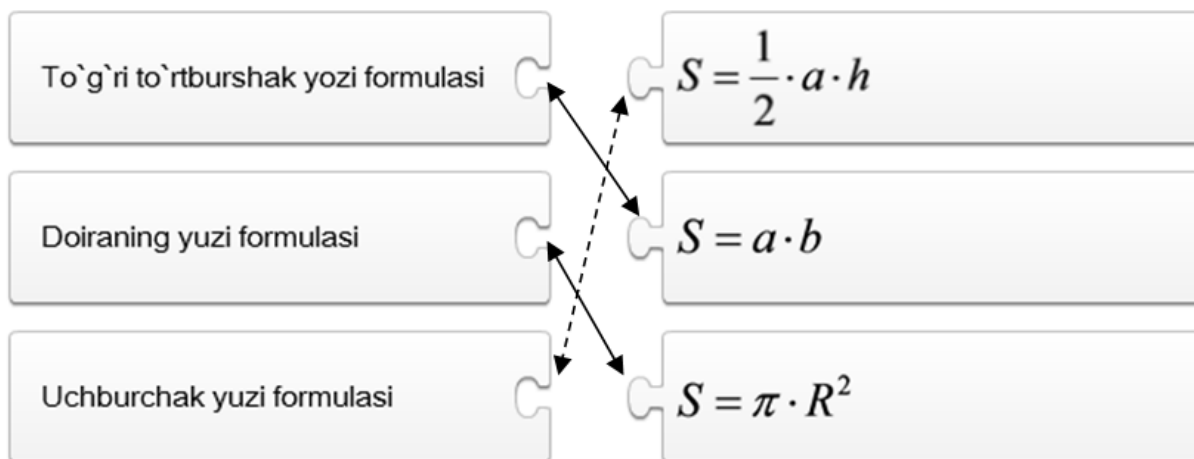 To`g`ri to`rtburshak yozi formulasi
S = 1/2 · a · h
Doiraning yuzi formulasi
S = a · b
Uchburchak yuzi formulasi
S = π · R²